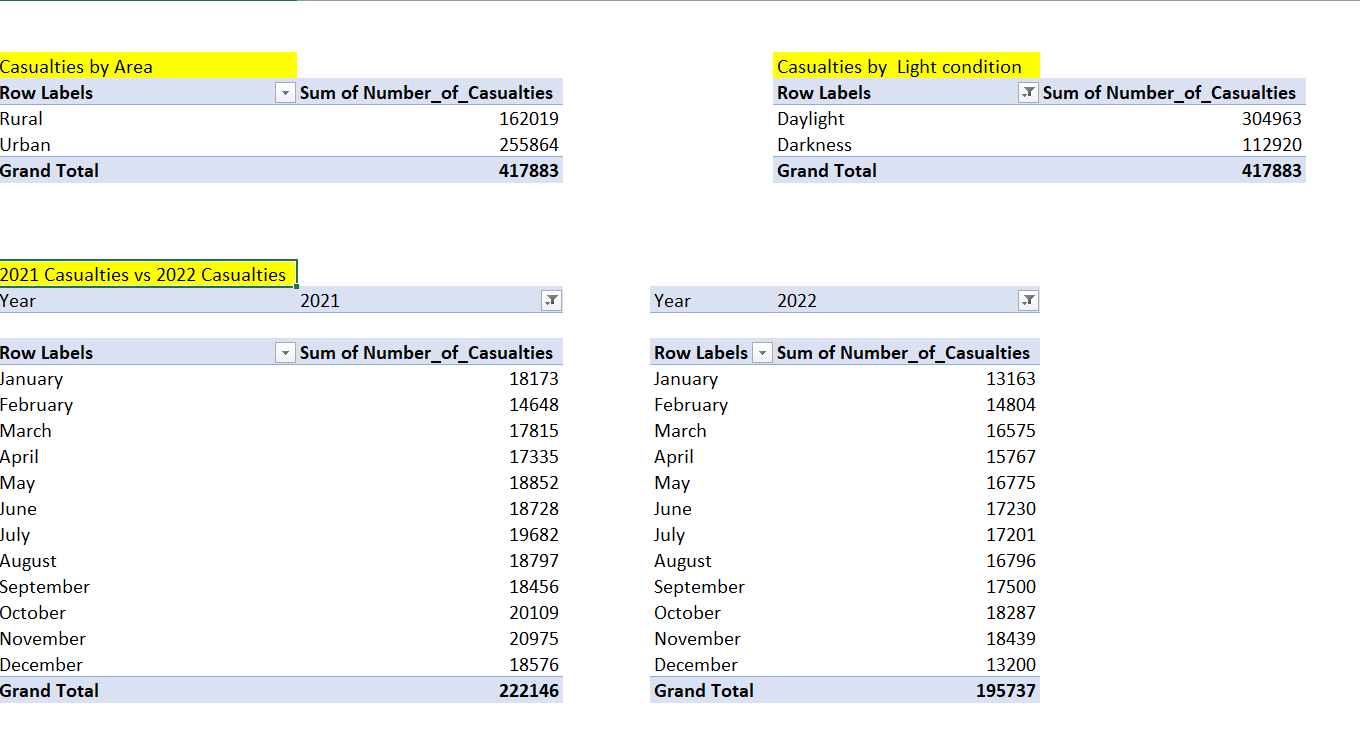 Casualties by Area
Row Labels Sum of Number_of_Casualties
Rural 162019
Urban 255864
Grand Total 417883
Casualties by  Light condition
Row Labels Sum of Number_of_Casualties
Daylight 304963
Darkness 112920
Grand Total 417883
2021 Casualties vs 2022 Casualties
Year 2021
Row Labels Sum of Number_of_Casualties
January 18173
February 14648
March 17815
April 17335
May 18852
June 18728
July 19682
August 18797
September 18456
October 20109
November 20975
December 18576
Grand Total 222146
Year 2022
Row Labels Sum of Number_of_Casualties
January 13163
February 14804
March 16575
April 15767
May 16775
June 17230
July 17201
August 16796
September 17500
October 18287
November 18439
December 13200
Grand Total 195737